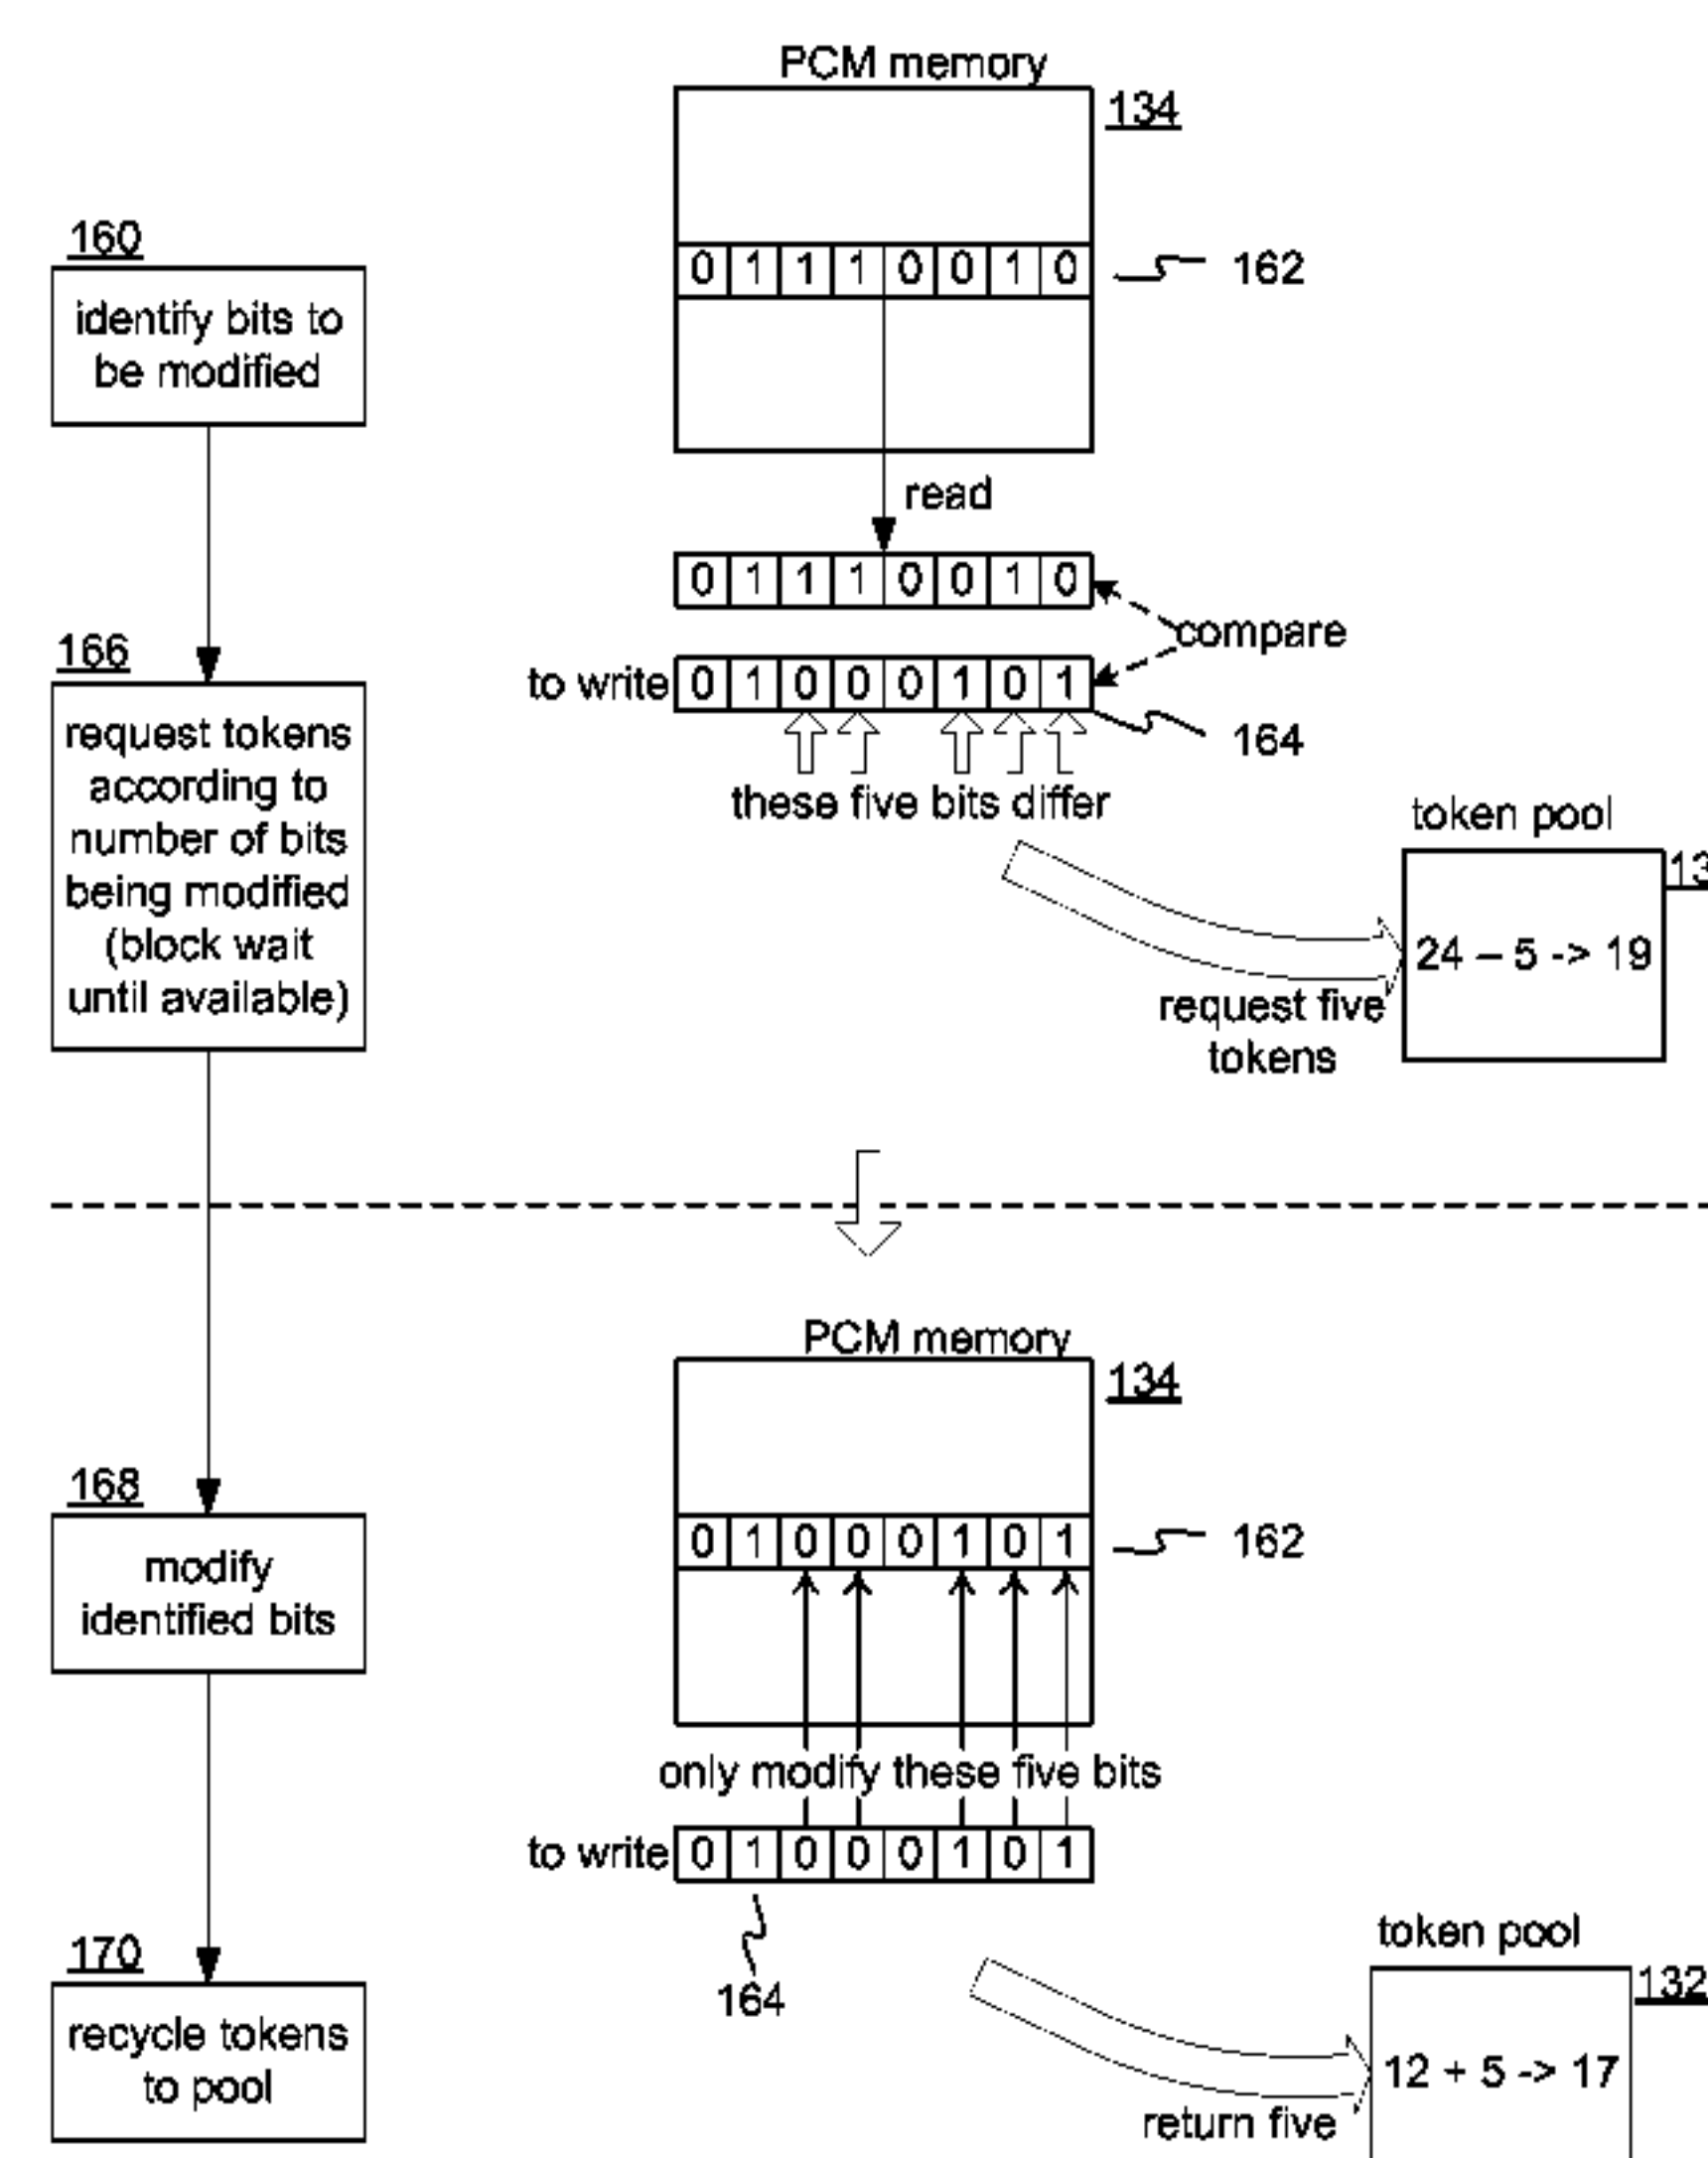 PCM memory
134
160
identify bits to
be modified
0 1 1 1 0 0 1 0
162
read
0 1 1 1 0 0 1 0
compare
166
to write 0 1 0 0 0 1 0 1
164
request tokens
according to
number of bits
being modified
(block wait
until available)
these five bits differ
token pool
13
24 – 5 -> 19
request five
tokens
PCM memory
134
168
modify
identified bits
0 1 0 0 0 1 0 1
162
only modify these five bits
to write 0 1 0 0 0 1 0 1
164
170
recycle tokens
to pool
token pool
132
12 + 5 -> 17
return five